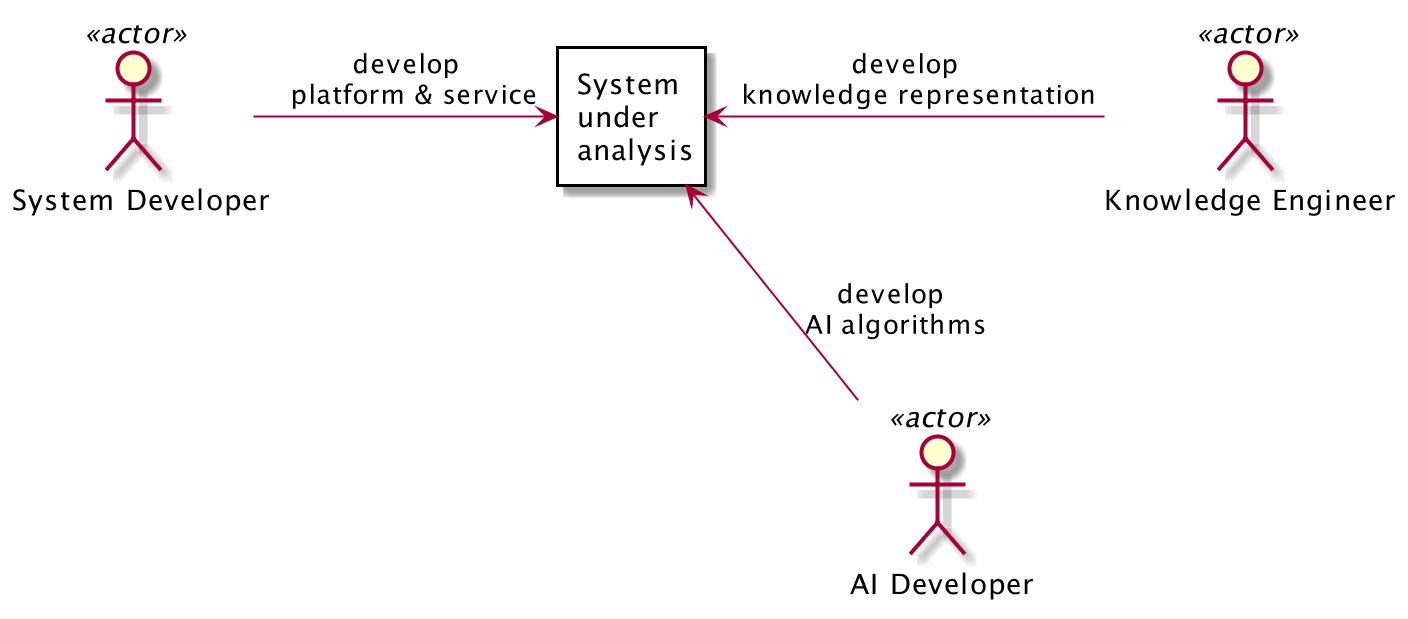 «actor»
System Developer
develop
platform & service
System
under
analysis
develop
knowledge representation
«actor»
Knowledge Engineer
develop
AI algorithms
«actor»
AI Developer